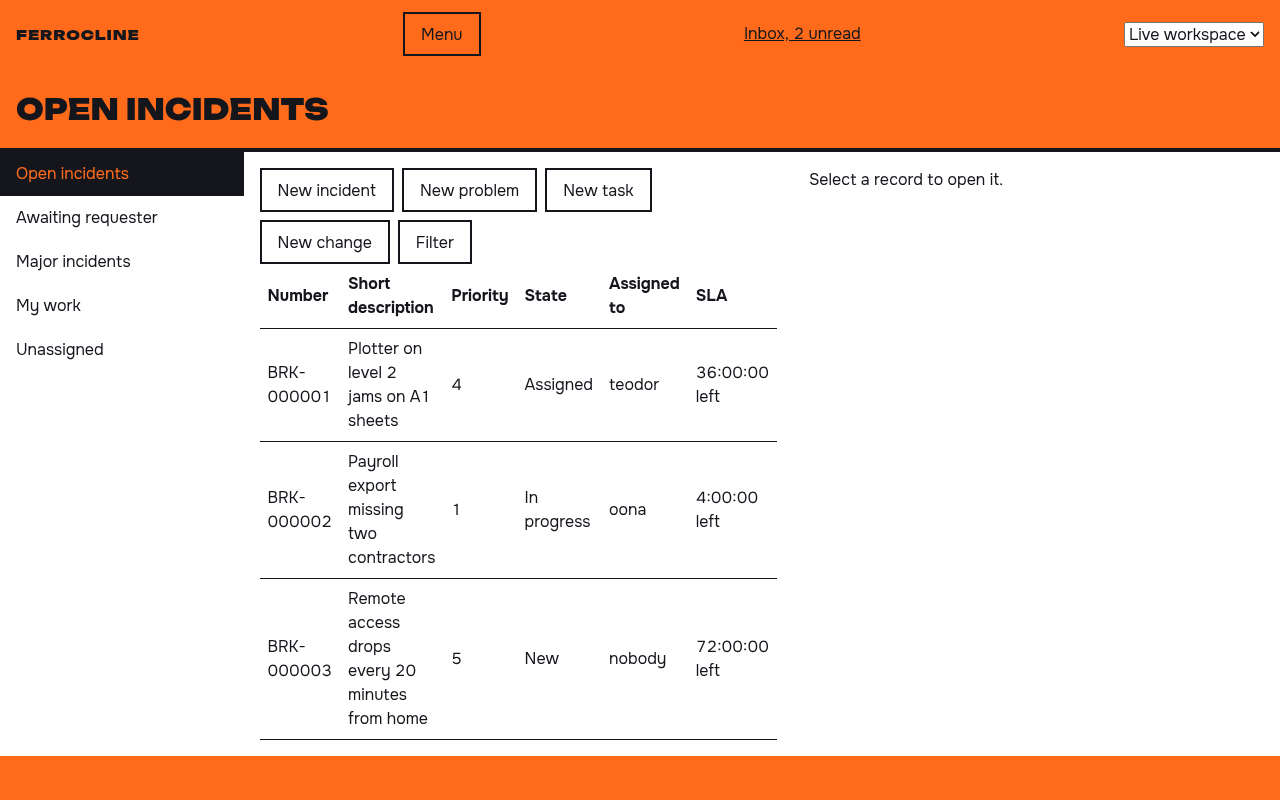 FERROCLINE
Menu
Inbox, 2 unread
Live workspace
OPEN INCIDENTS
Open incidents
Awaiting requester
Major incidents
My work
Unassigned
New incident
New problem
New task
New change
Filter
Number
Short
description
Priority
State
Assigned
to
SLA
BRK-
000001
Plotter on
level 2
jams on A1
sheets
4
Assigned
teodor
36:00:00
left
BRK-
000002
Payroll
export
missing
two
contractors
1
In
progress
oona
4:00:00
left
BRK-
000003
Remote
access
drops
every 20
minutes
from home
5
New
nobody
72:00:00
left
Select a record to open it.